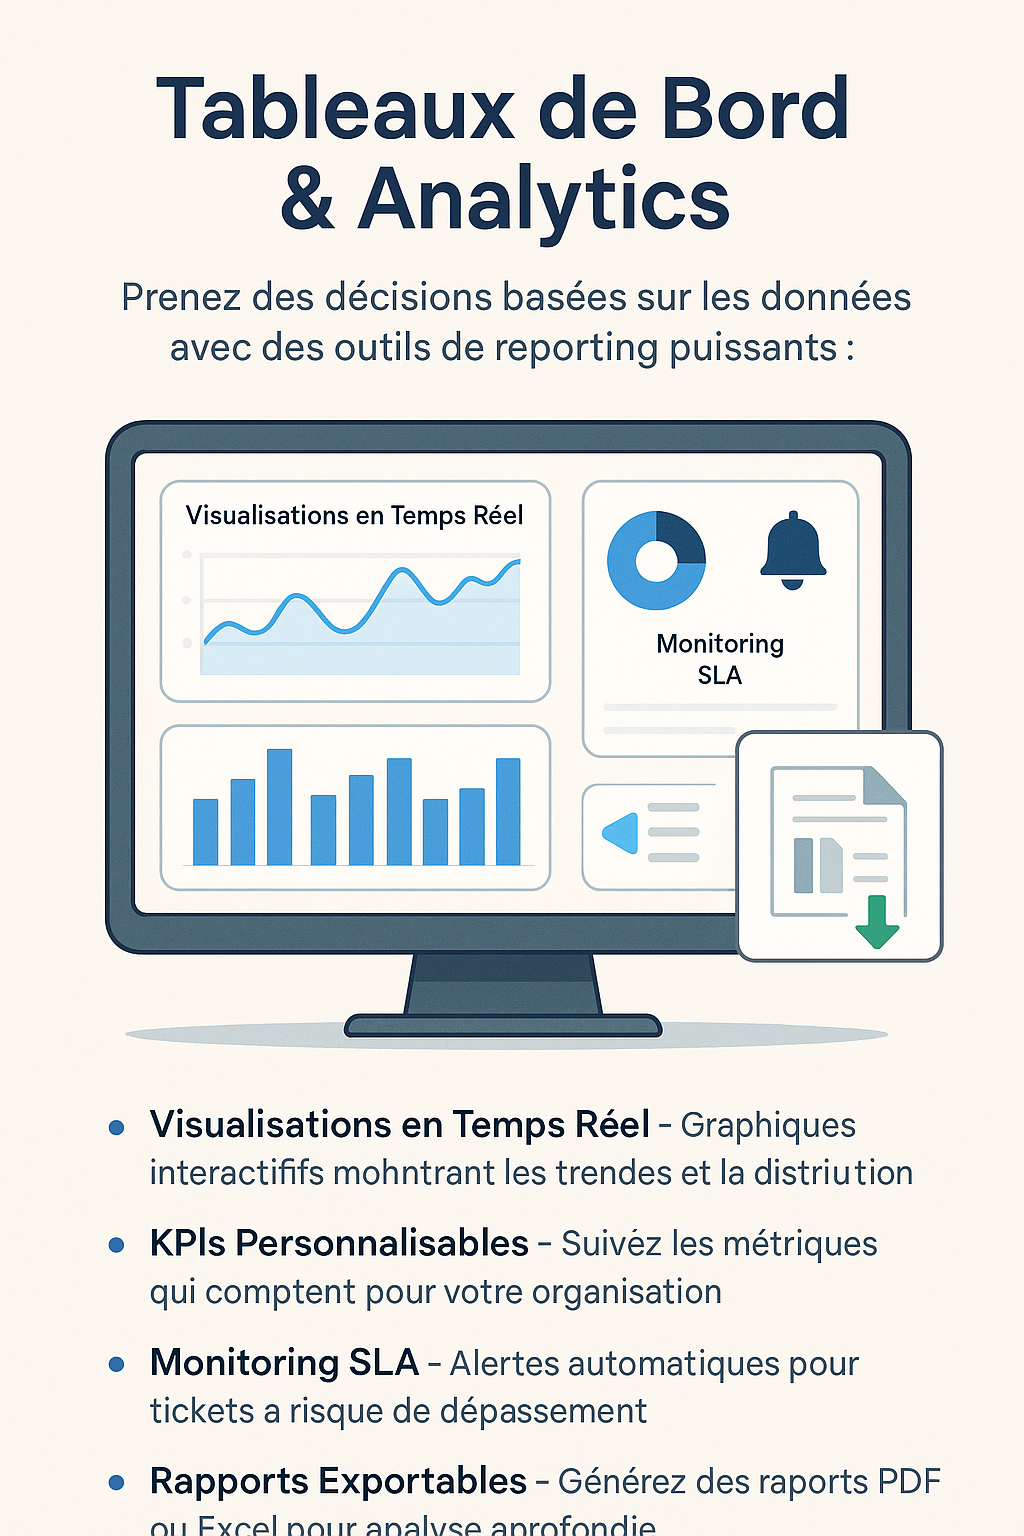 Tableaux de Bord
& Analytics
Prenez des décisions basées sur les données
avec des outils de reporting puissants :
Visualisations en Temps Réel
Monitoring
SLA
• Visualisations en Temps Réel – Graphiques
interactififs mohntrant les trendes et la distriution
• KPls Personnalisables – Suivéz les métriques
qui comptent pour votre organisation
• Monitoring SLA – Alertes automatiques pour
tickets a risque de dépassement
• Rapports Exportables – Générez des raports PDF
ou Excel pour analyse aprofondie